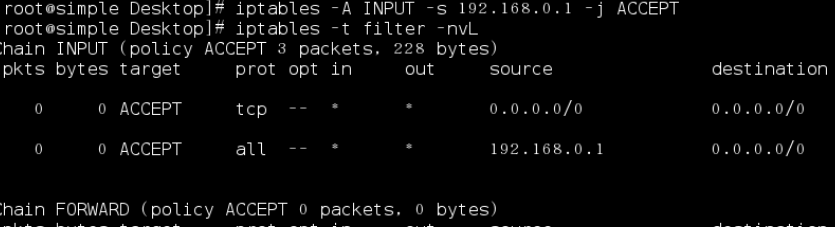 root@simple Desktop]# iptables -A INPUT -s 192.168.0.1 -j ACCEPT
root@simple Desktop]# iptables -t filter -nvL
Chain INPUT (policy ACCEPT 3 packets, 228 bytes)
pkts bytes target prot opt in out source destination
0 0 ACCEPT tcp -- * * 0.0.0.0/0 0.0.0.0/0
0 0 ACCEPT all -- * * 192.168.0.1 0.0.0.0/0
Chain FORWARD (policy ACCEPT 0 packets, 0 bytes)
pkts bytes target prot opt in out source destination